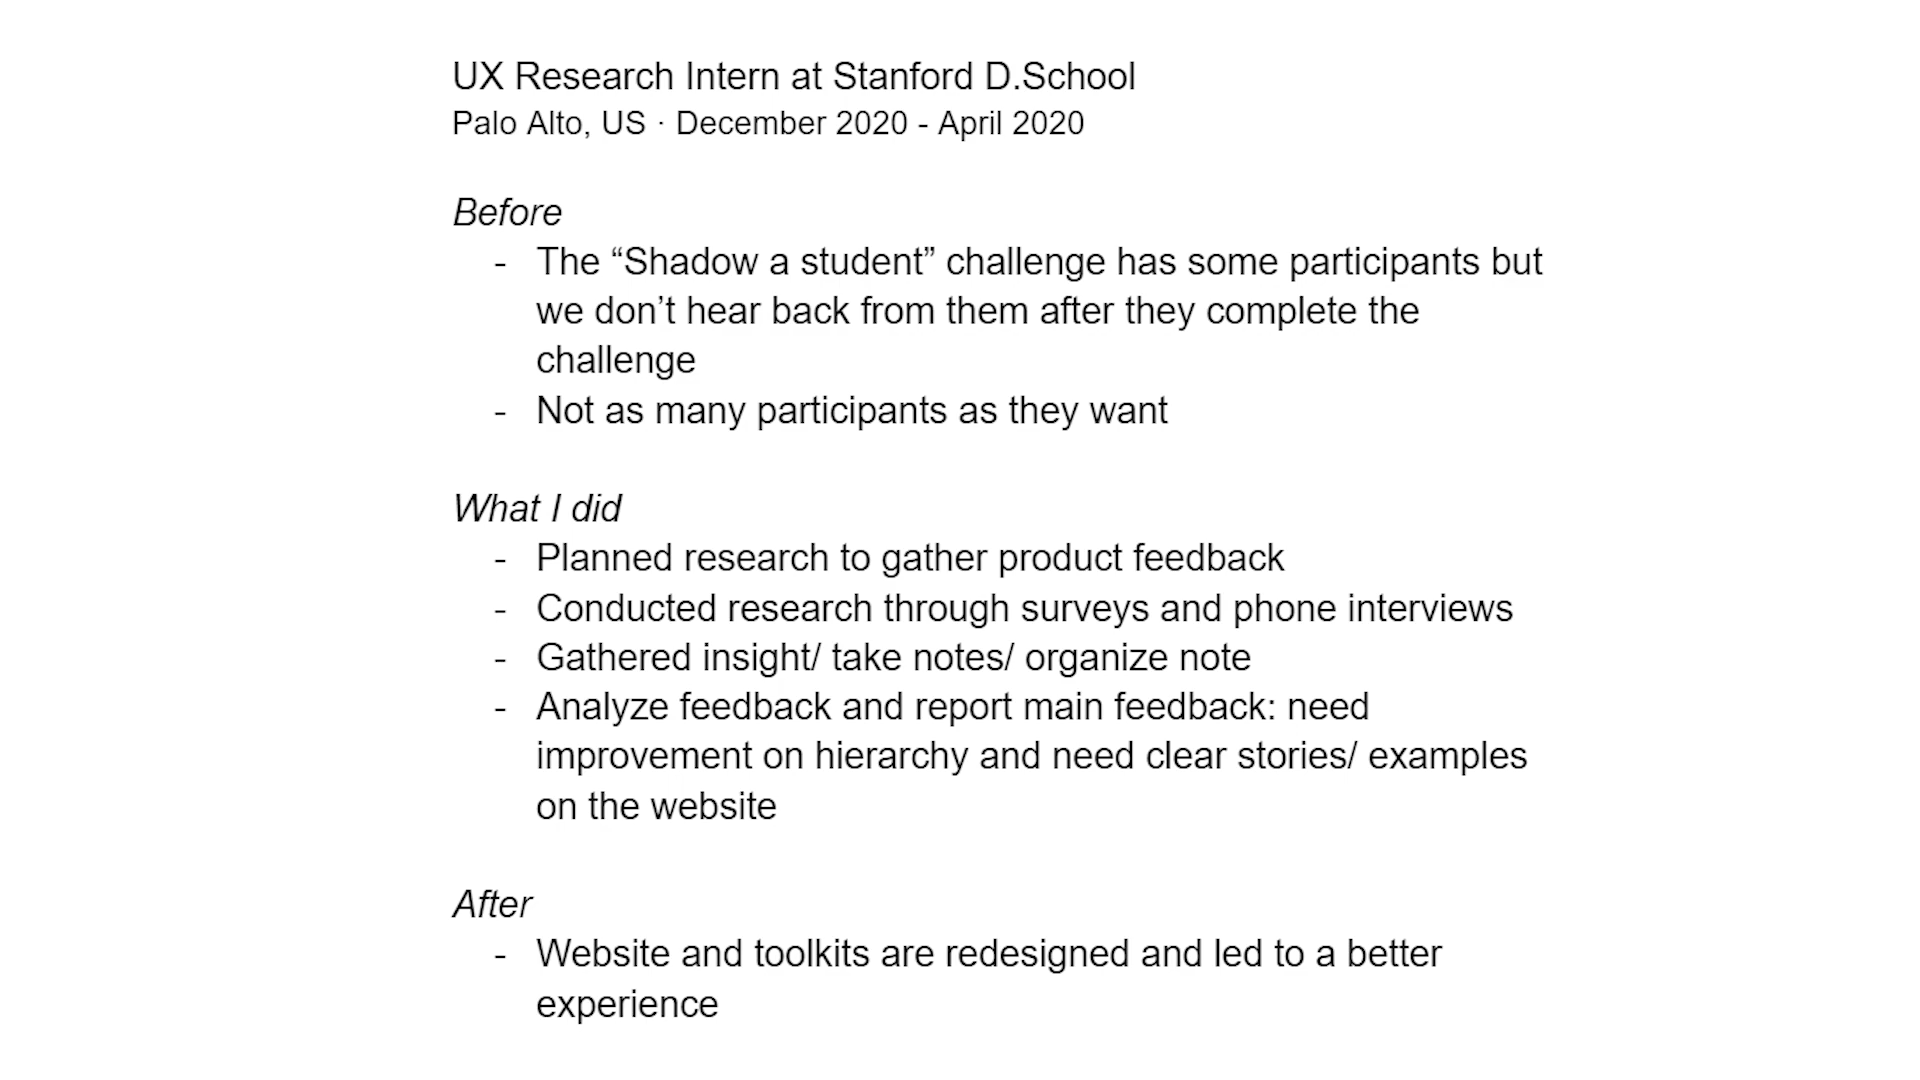 UX Research Intern at Stanford D.School
Palo Alto, US · December 2020 - April 2020
Before
- The “Shadow a student” challenge has some participants but
we don’t hear back from them after they complete the
challenge
- Not as many participants as they want
What I did
- Planned research to gather product feedback
- Conducted research through surveys and phone interviews
- Gathered insight/ take notes/ organize note
- Analyze feedback and report main feedback: need
improvement on hierarchy and need clear stories/ examples
on the website
After
- Website and toolkits are redesigned and led to a better
experience